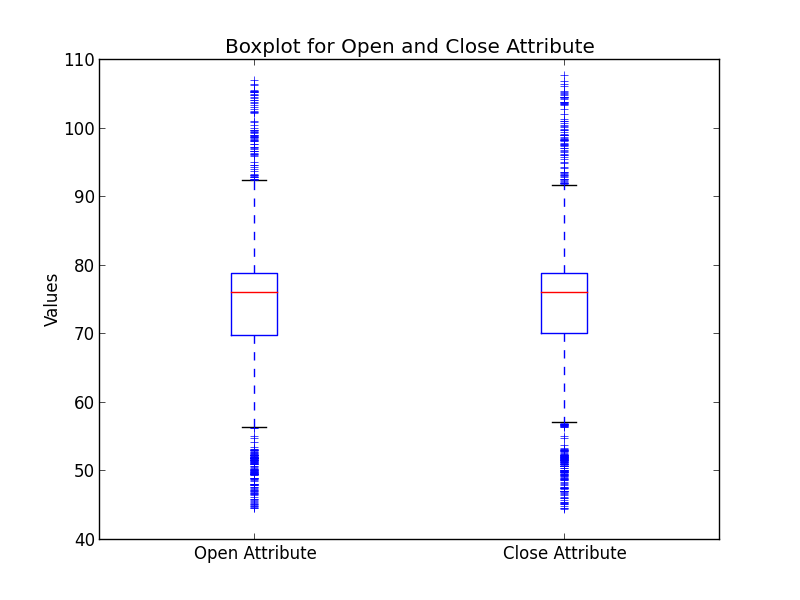 Boxplot for Open and Close Attribute
110
100
90
80
70
60
50
40
Values
Open Attribute
Close Attribute